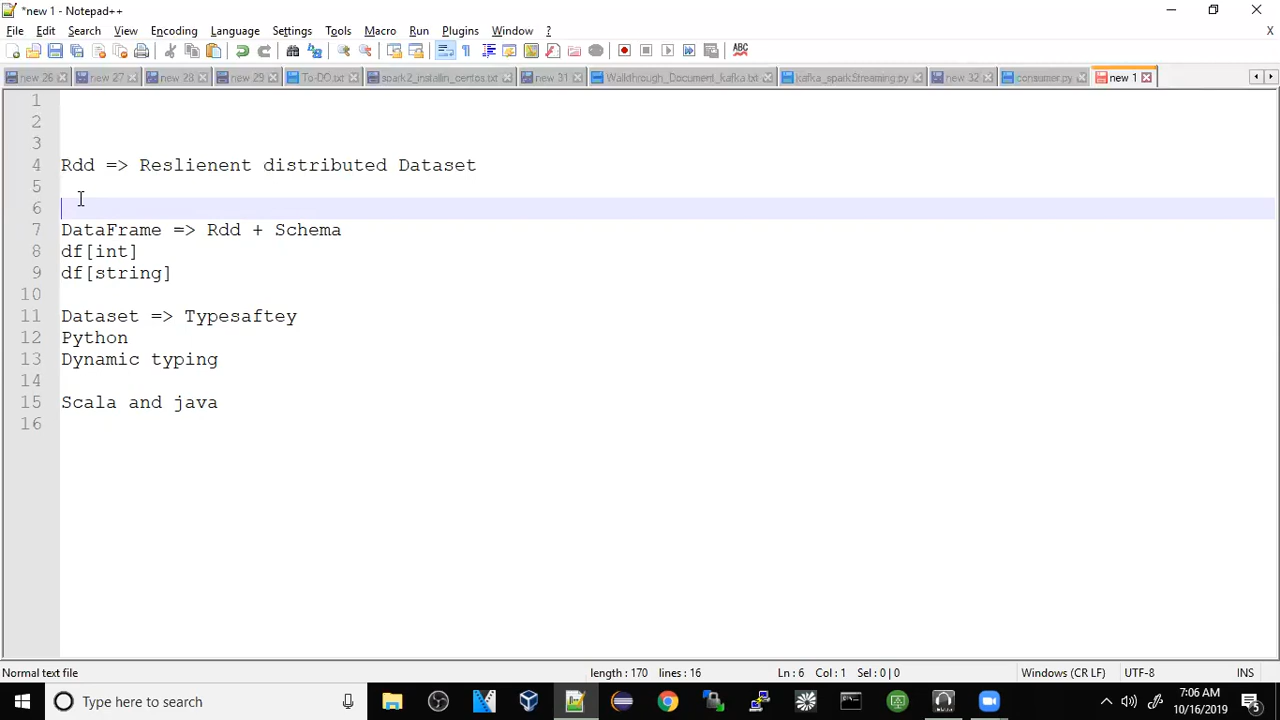 *new 1 - Notepad++
File Edit Search View Encoding Language Settings Tools Macro Run Plugins Window ?
X
ABC
new 26 new 27 new 28 new 29 To-DO.txt new 31 Walkthrough_Document_kafka.txt kafka_sparkStreaming.py new 32 consumer.py new 1
1
2
3
4 Rdd => Reslienent distributed Dataset
5
6
7 DataFrame => Rdd + Schema
8 df[int]
9 df[string]
10
11 Dataset => Typesaftey
12 Python
13 Dynamic typing
14
15 Scala and java
16
Normal text file length : 170 lines : 16 Ln : 6 Col : 1 Sel : 0 | 0 Windows (CR LF) UTF-8 INS
Type here to search
7:06 AM
10/16/2019
5